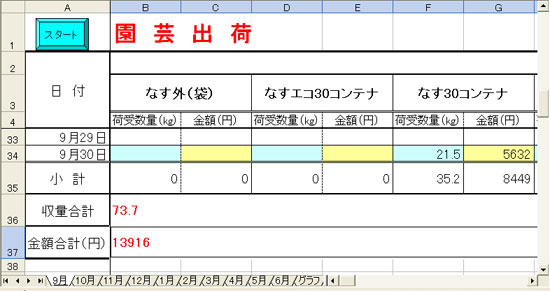 A B C D E F G
1 スタート 園芸出荷
2
3 日付 なす外(袋) なすエコ30コンテナ なす30コンテナ
4 荷受数量(kg) 金額(円) 荷受数量(kg) 金額(円) 荷受数量(kg) 金額(円)
33 9月29日
34 9月30日 21.5 5632
35 小計 0 0 0 0 35.2 8449
36 収量合計 73.7
37 金額合計(円) 13916
38
9月 10月 11月 12月 1月 2月 3月 4月 5月 6月 グラフ